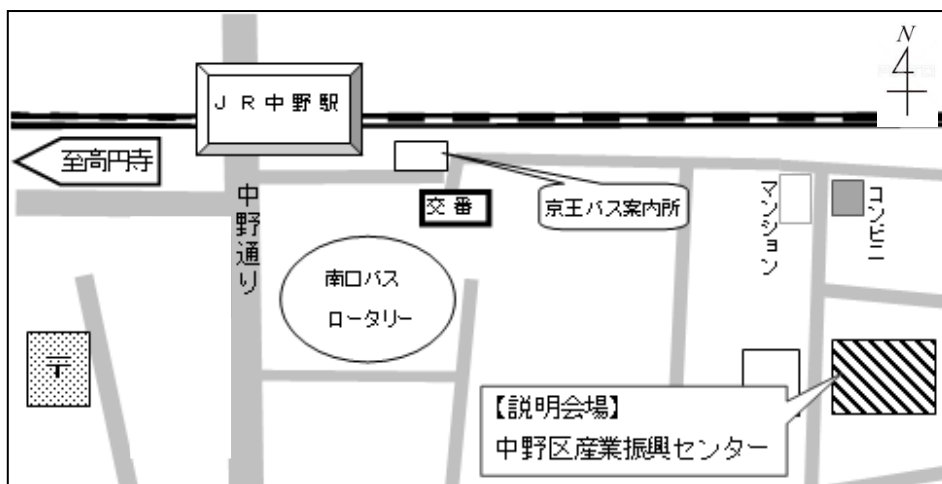 N
JR中野駅
至高円寺
中野通り
交番
京王バス案内所
マンション
コンビニ
南口バス
ロータリー
〒
【説明会場】
中野区産業振興センター